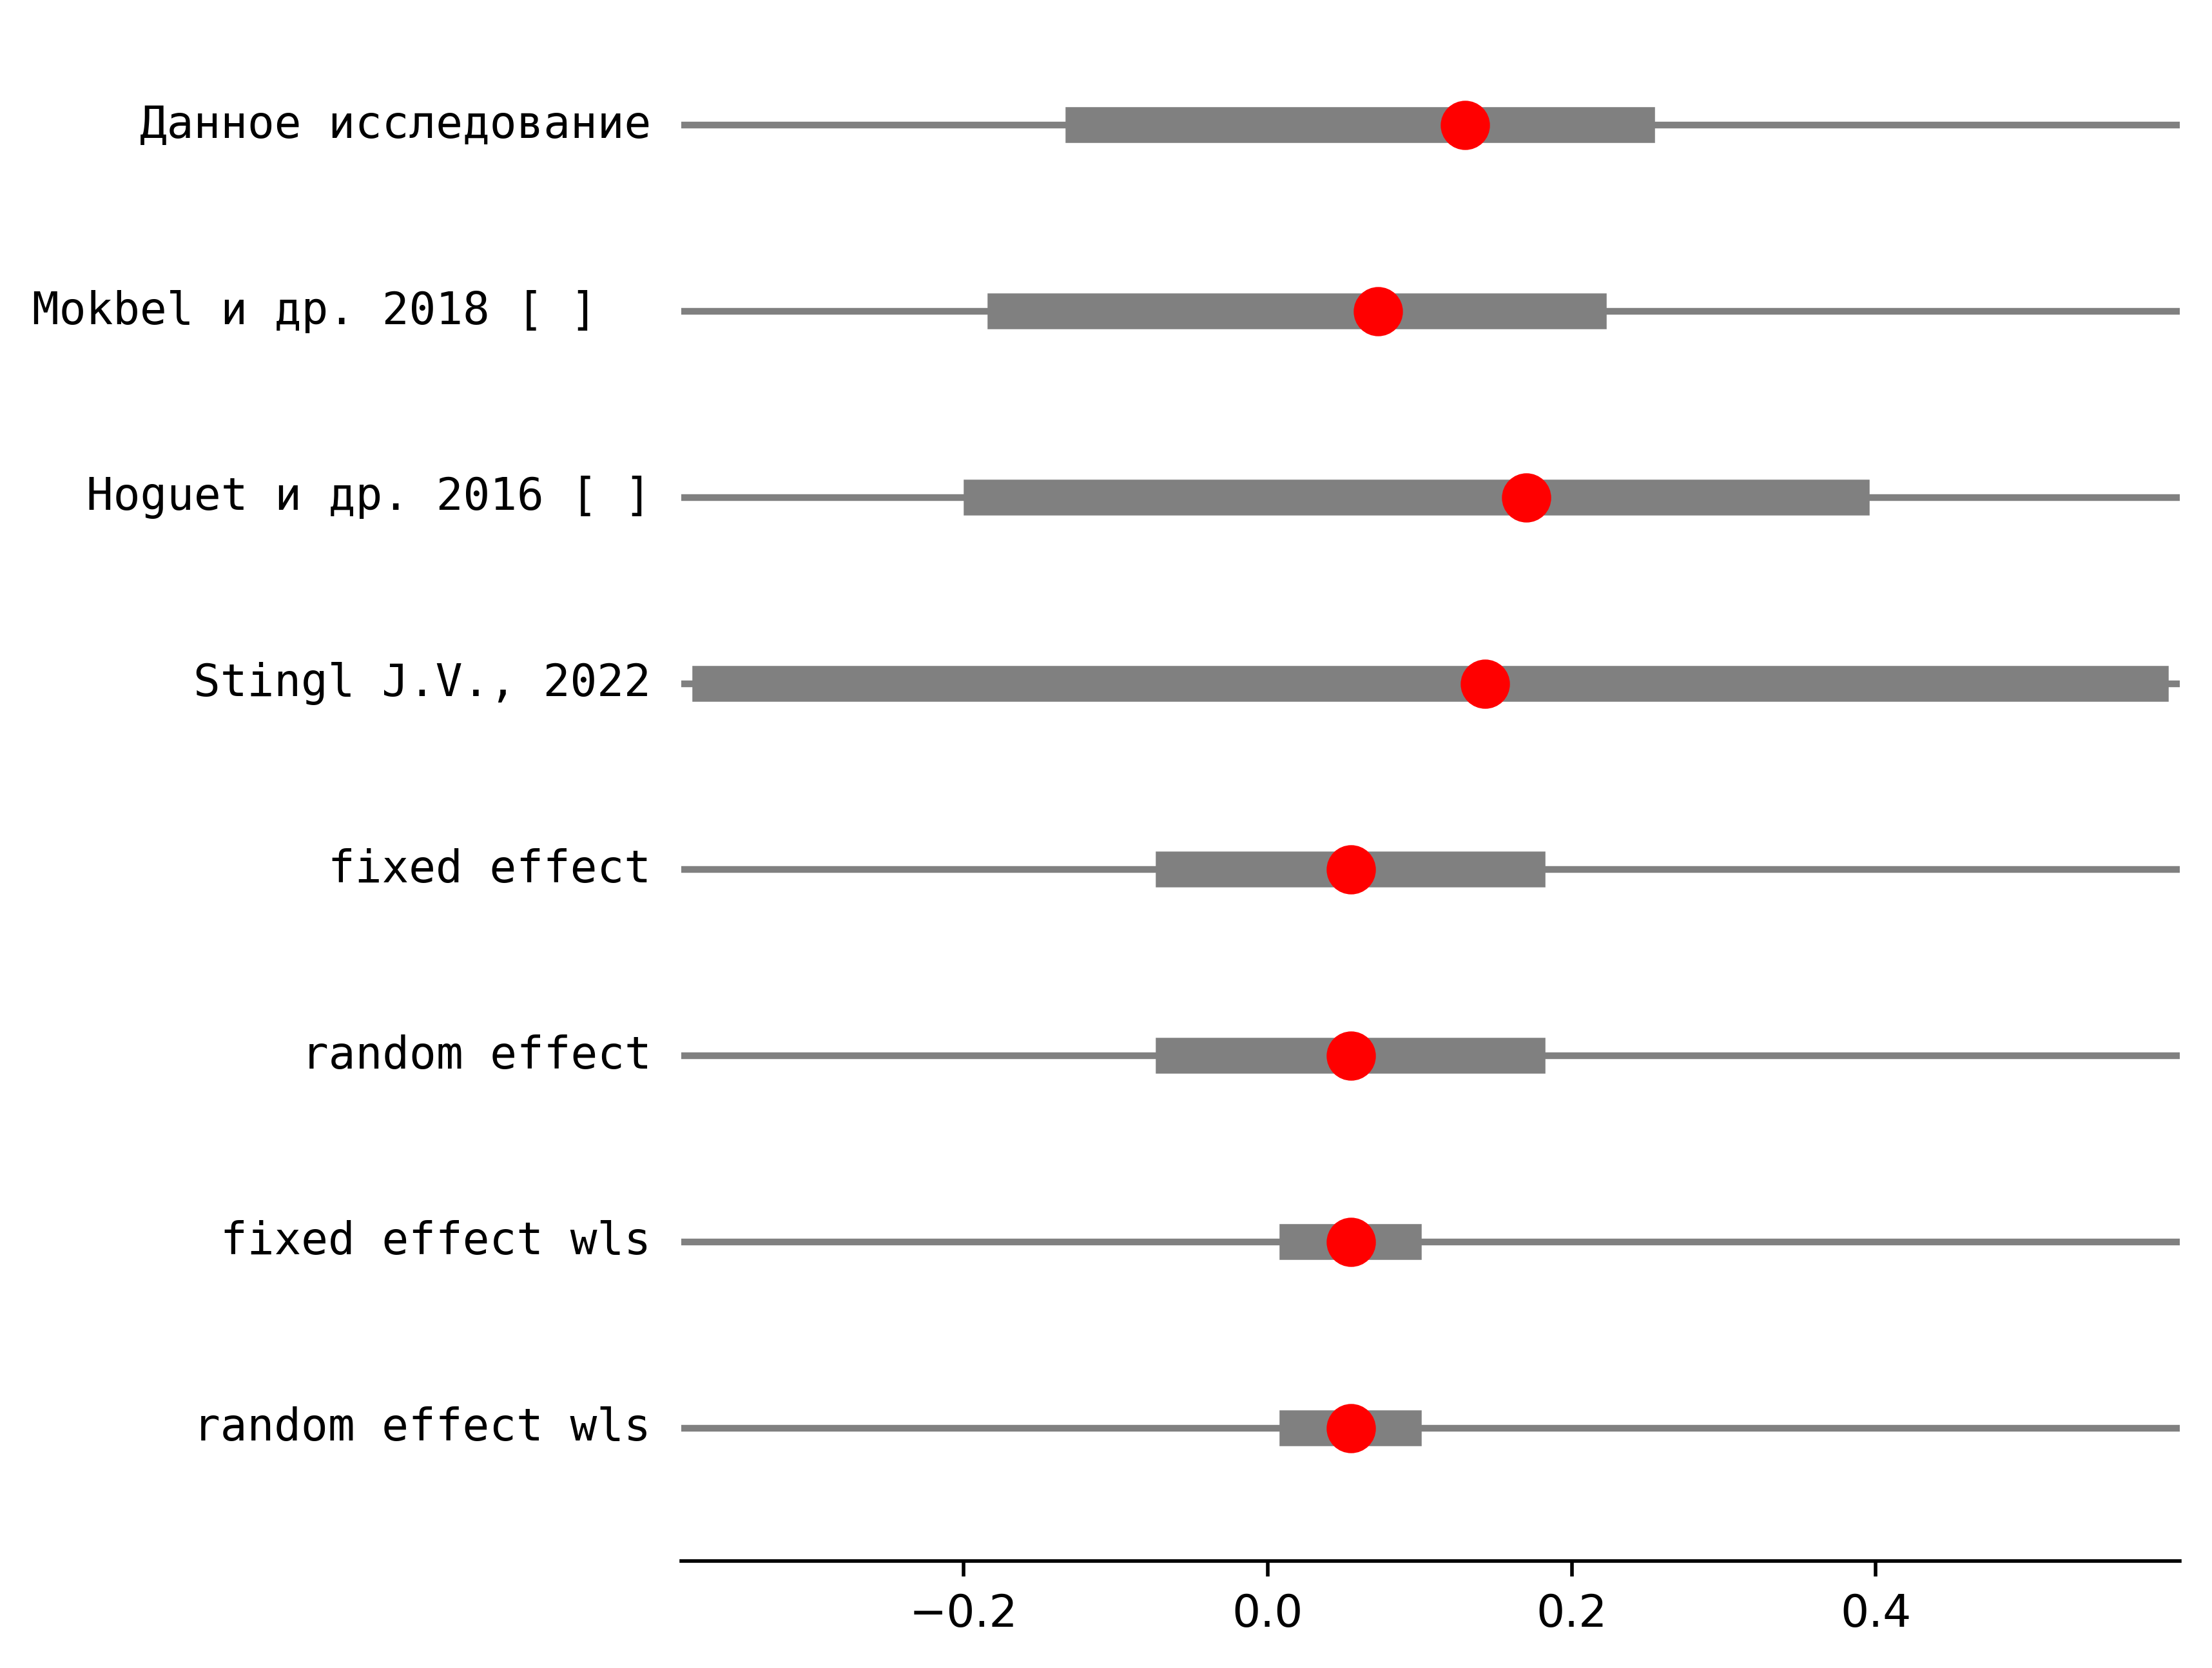 Данное исследование
Mokbel и др. 2018 [ ]
Hoguet и др. 2016 [ ]
Stingl J.V., 2022
fixed effect
random effect
fixed effect wls
random effect wls
−0.2 0.0 0.2 0.4